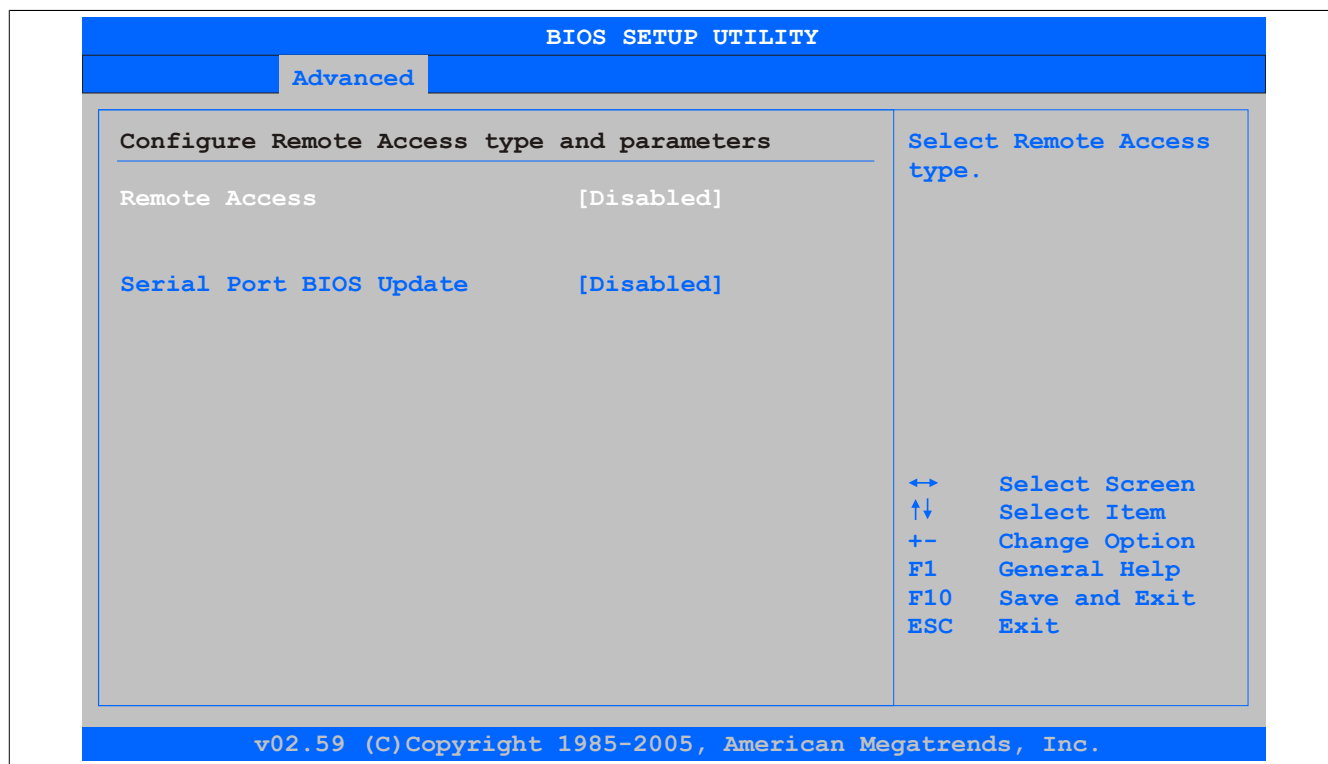 BIOS SETUP UTILITY
Advanced
Configure Remote Access type and parameters
Remote Access [Disabled]
Serial Port BIOS Update [Disabled]
Select Remote Access
type.
↔ Select Screen
↑↓ Select Item
+- Change Option
F1 General Help
F10 Save and Exit
ESC Exit
v02.59 (C)Copyright 1985-2005, American Megatrends, Inc.